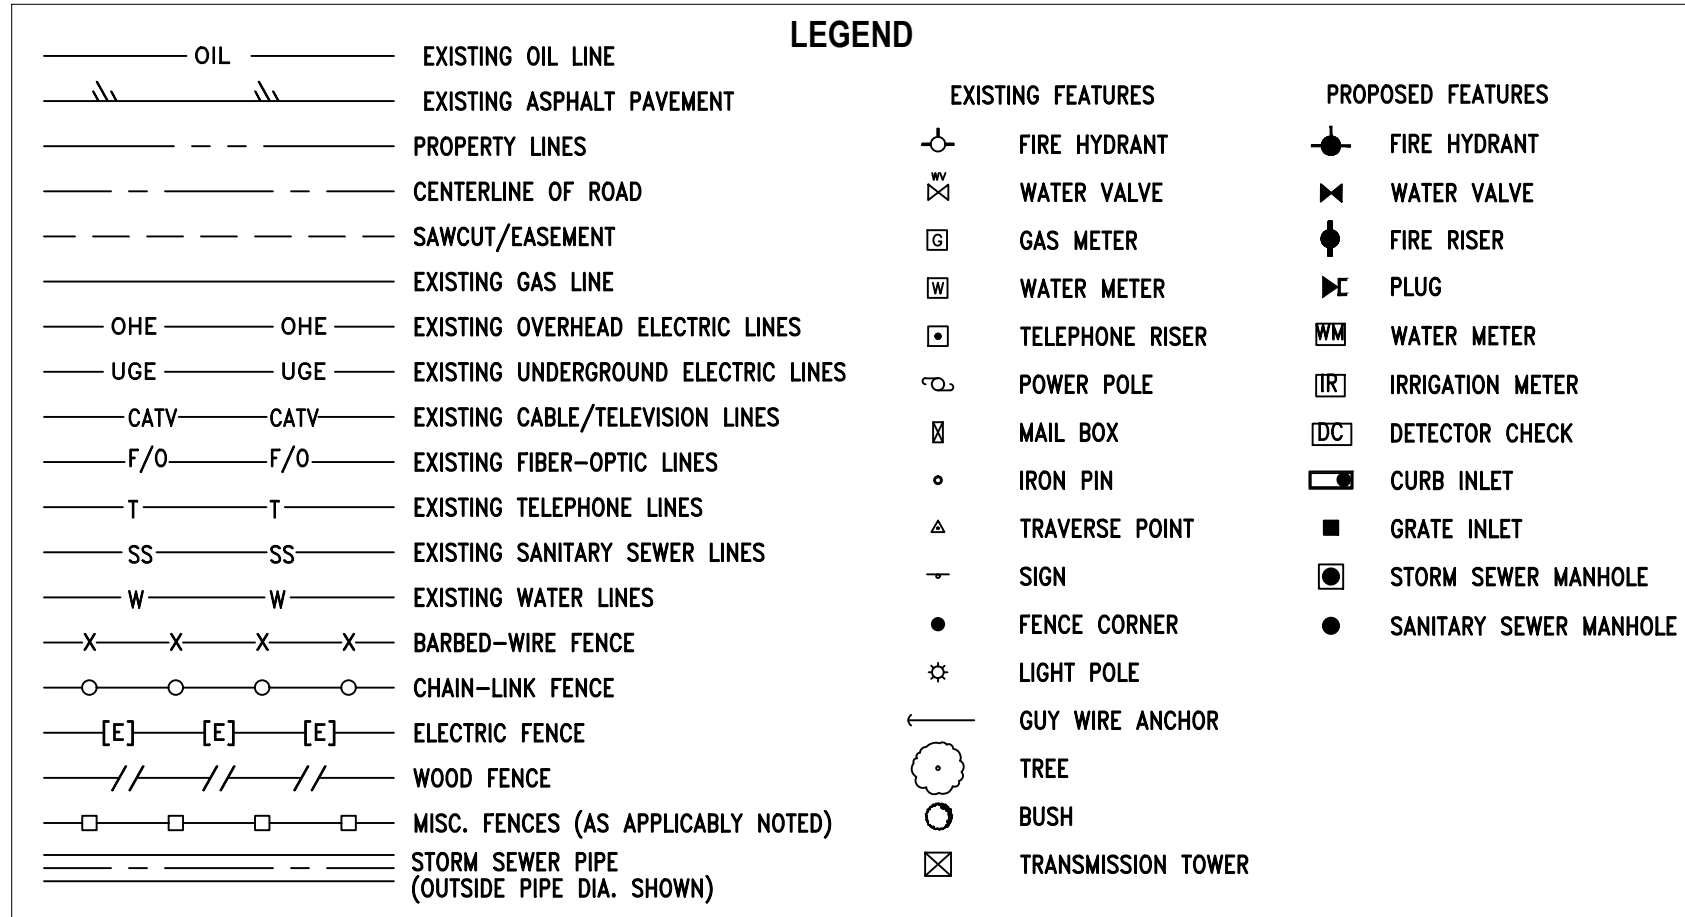 LEGEND
OIL EXISTING OIL LINE
EXISTING ASPHALT PAVEMENT
PROPERTY LINES
CENTERLINE OF ROAD
SAWCUT/EASEMENT
EXISTING GAS LINE
OHE OHE EXISTING OVERHEAD ELECTRIC LINES
UGE UGE EXISTING UNDERGROUND ELECTRIC LINES
CATV CATV EXISTING CABLE/TELEVISION LINES
F/O F/O EXISTING FIBER-OPTIC LINES
T T EXISTING TELEPHONE LINES
SS SS EXISTING SANITARY SEWER LINES
W W EXISTING WATER LINES
X X X X BARBED-WIRE FENCE
CHAIN-LINK FENCE
[E] [E] [E] ELECTRIC FENCE
// // // WOOD FENCE
MISC. FENCES (AS APPLICABLY NOTED)
STORM SEWER PIPE
(OUTSIDE PIPE DIA. SHOWN)
EXISTING FEATURES
FIRE HYDRANT
WV WATER VALVE
G GAS METER
W WATER METER
TELEPHONE RISER
POWER POLE
MAIL BOX
IRON PIN
TRAVERSE POINT
SIGN
FENCE CORNER
LIGHT POLE
GUY WIRE ANCHOR
TREE
BUSH
TRANSMISSION TOWER
PROPOSED FEATURES
FIRE HYDRANT
WATER VALVE
FIRE RISER
PLUG
WM WATER METER
IR IRRIGATION METER
DC DETECTOR CHECK
CURB INLET
GRATE INLET
STORM SEWER MANHOLE
SANITARY SEWER MANHOLE